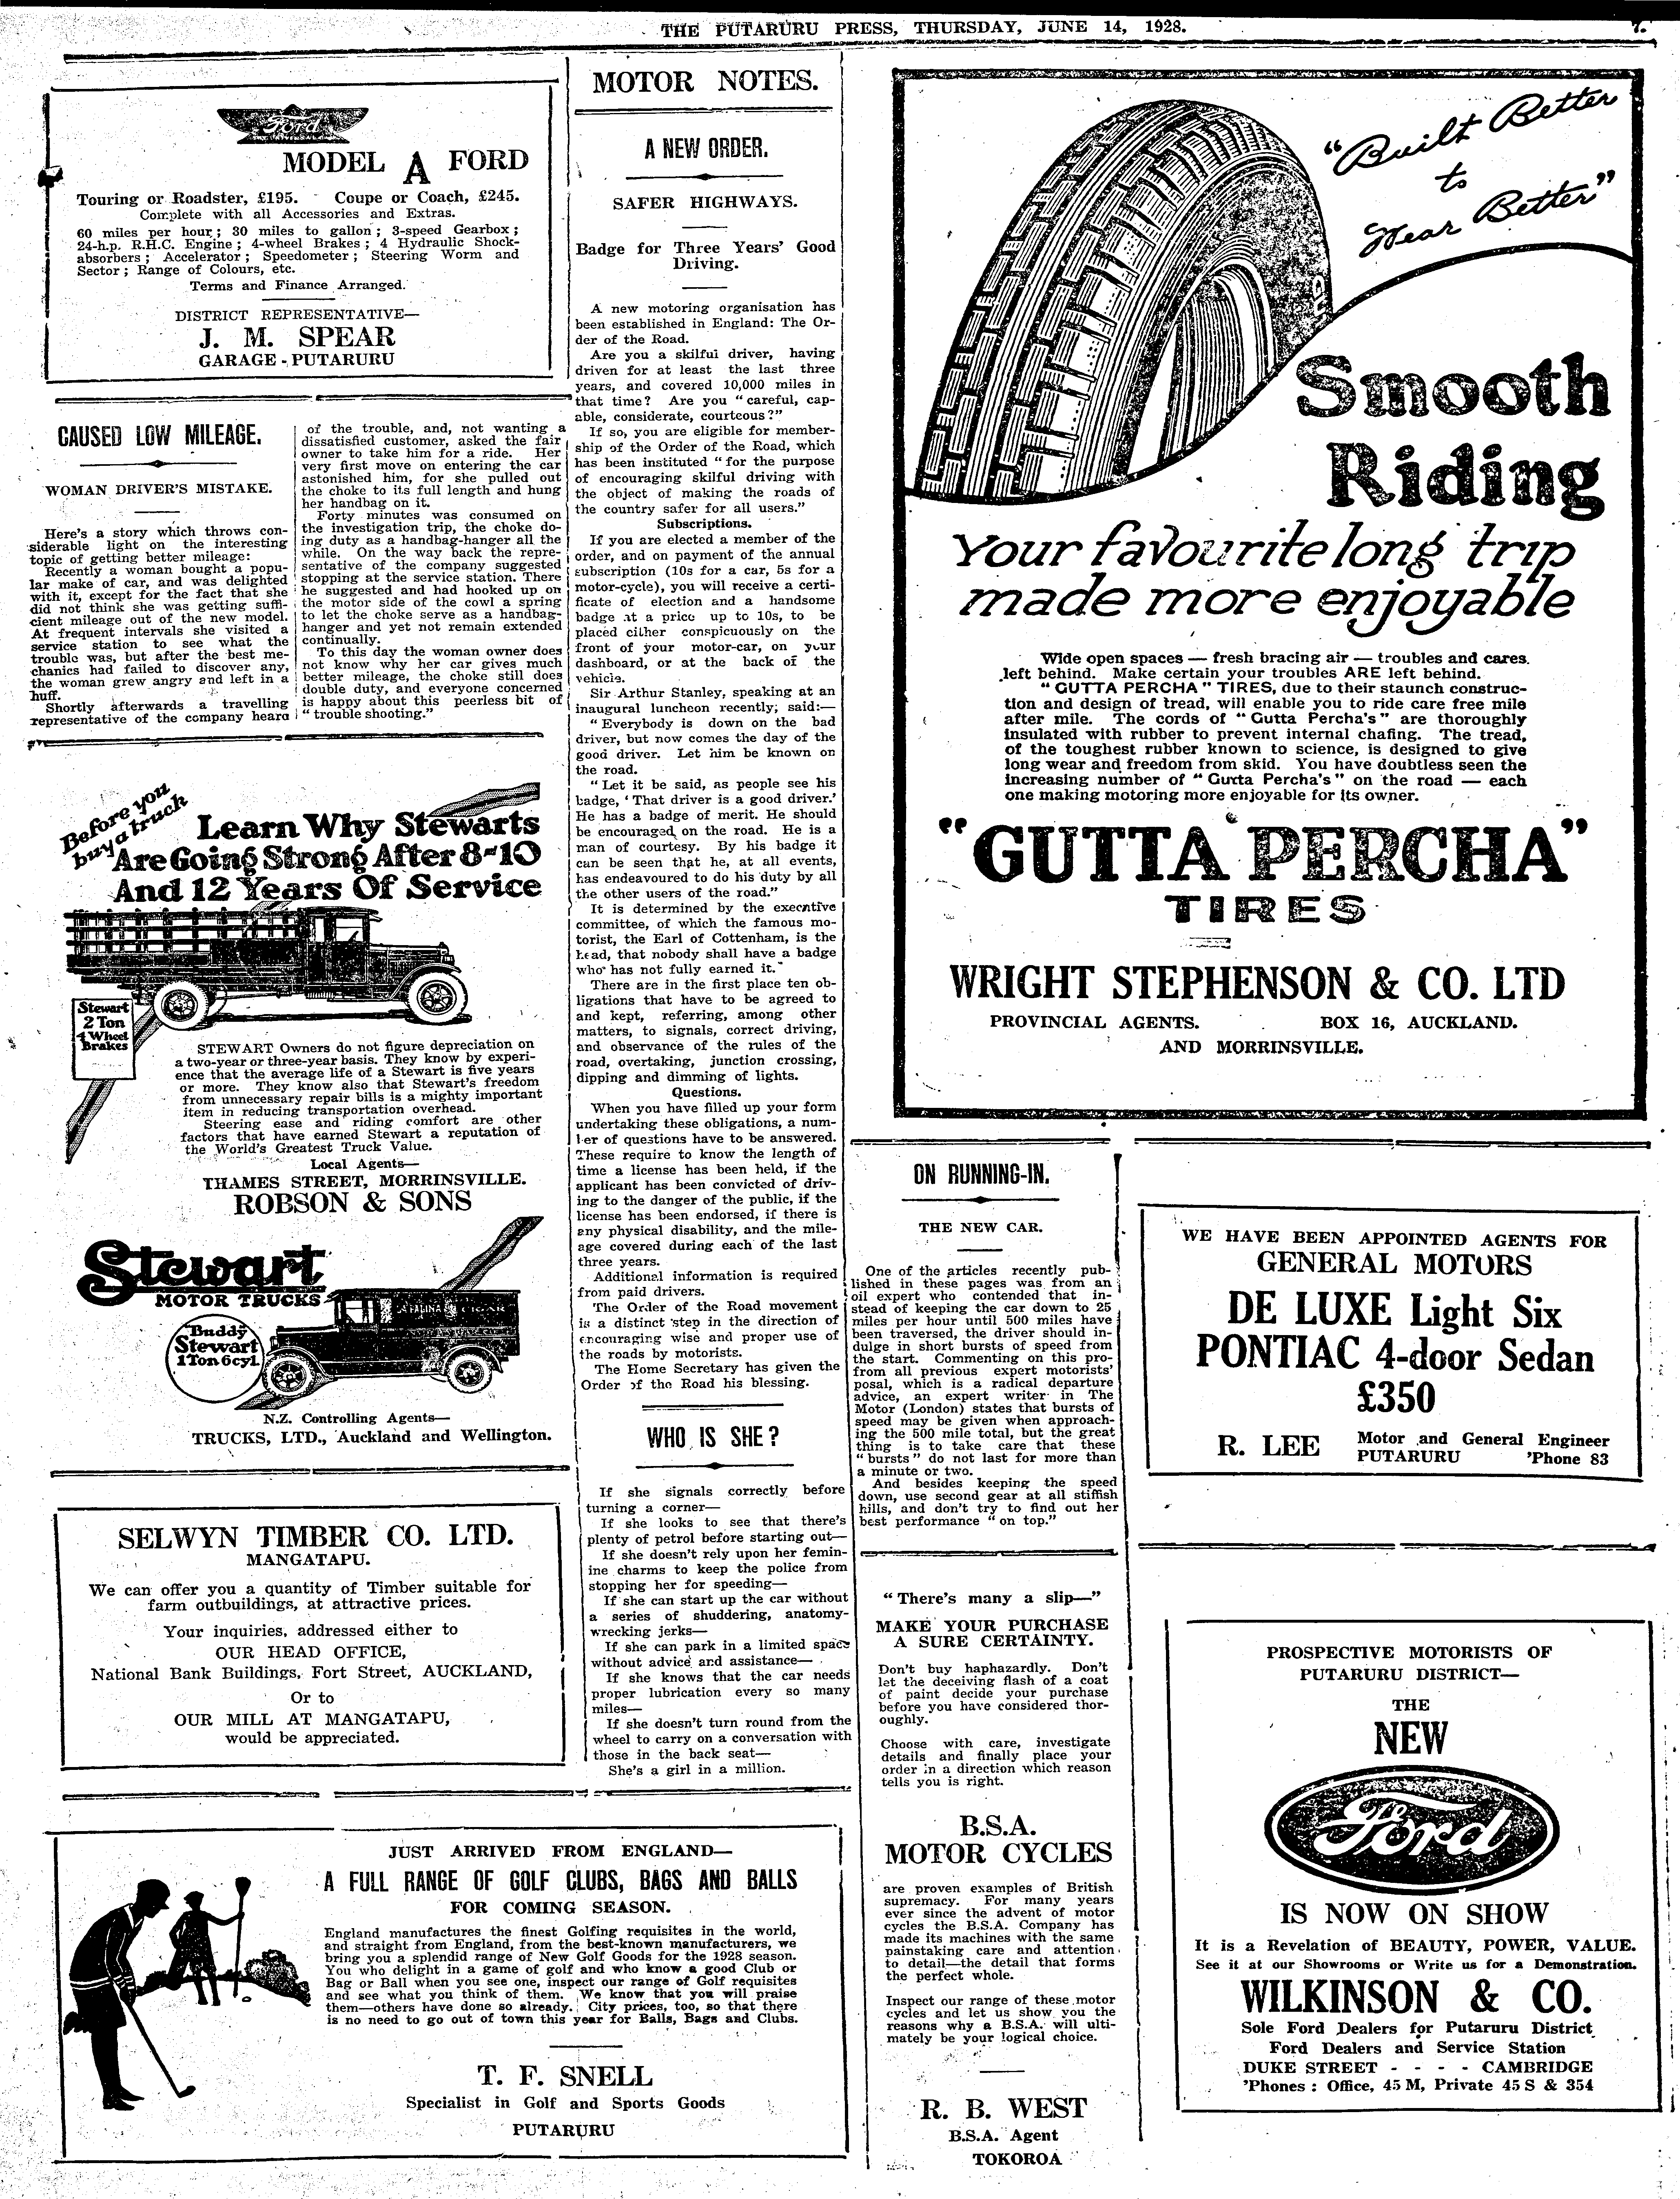 THE PUTARURU PRESS, THURSDAY, JUNE 14, 1928.
7.
Ford
MODEL A FORD
Touring or Roadster, £195. - Coupe or Coach, £245.
Complete with all Accessories and Extras.
60 miles per hour; 30 miles to gallon; 3-speed Gearbox;
24-h.p. R.H.C. Engine; 4-wheel Brakes; 4 Hydraulic Shock-
absorbers; Accelerator; Speedometer; Steering Worm and
Sector; Range of Colours, etc.
Terms and Finance Arranged.
DISTRICT REPRESENTATIVE—
J. M. SPEAR
GARAGE - PUTARURU
CAUSED LOW MILEAGE.
WOMAN DRIVER'S MISTAKE.
Here's a story which throws con-
siderable light on the interesting
topic of getting better mileage:
Recently a woman bought a popu-
lar make of car, and was delighted
with it, except for the fact that she
did not think she was getting suffi-
cient mileage out of the new model.
At frequent intervals she visited a
service station to see what the
trouble was, but after the best me-
chanics had failed to discover any,
the woman grew angry and left in a
huff.
Shortly afterwards a travelling
representative of the company heara
of the trouble, and, not wanting a
dissatisfied customer, asked the fair
owner to take him for a ride. Her
very first move on entering the car
astonished him, for she pulled out
the choke to its full length and hung
her handbag on it.
Forty minutes was consumed on
the investigation trip, the choke do-
ing duty as a handbag-hanger all the
while. On the way back the repre-
sentative of the company suggested
stopping at the service station. There
he suggested and had hooked up on
the motor side of the cowl a spring
to let the choke serve as a handbag-
hanger and yet not remain extended
continually.
To this day the woman owner does
not know why her car gives much
better mileage, the choke still does
double duty, and everyone concerned
is happy about this peerless bit of
"trouble shooting."
Before you
buy a truck
Learn Why Stewarts
Are Going Strong After 8-10
And 12 Years Of Service
Stewart
2 Ton
4 Wheel
Brakes
STEWART Owners do not figure depreciation on
a two-year or three-year basis. They know by experi-
ence that the average life of a Stewart is five years
or more. They know also that Stewart's freedom
from unnecessary repair bills is a mighty important
item in reducing transportation overhead.
Steering ease and riding comfort are other
factors that have earned Stewart a reputation of
the World's Greatest Truck Value.
Local Agents—
THAMES STREET, MORRINSVILLE.
ROBSON & SONS
Stewart
MOTOR TRUCKS
Buddy
Stewart
1 Ton 6 cyl.
N.Z. Controlling Agents—
TRUCKS, LTD., Auckland and Wellington.
SELWYN TIMBER CO. LTD.
MANGATAPU.
We can offer you a quantity of Timber suitable for
farm outbuildings, at attractive prices.
Your inquiries, addressed either to
OUR HEAD OFFICE,
National Bank Buildings, Fort Street, AUCKLAND,
Or to
OUR MILL AT MANGATAPU,
would be appreciated.
MOTOR NOTES.
A NEW ORDER.
SAFER HIGHWAYS.
Badge for Three Years' Good
Driving.
A new motoring organisation has
been established in England: The Or-
der of the Road.
Are you a skilful driver, having
driven for at least the last three
years, and covered 10,000 miles in
that time? Are you "careful, cap-
able, considerate, courteous?"
If so, you are eligible for member-
ship of the Order of the Road, which
has been instituted "for the purpose
of encouraging skilful driving with
the object of making the roads of
the country safer for all users."
Subscriptions.
If you are elected a member of the
order, and on payment of the annual
subscription (10s for a car, 5s for a
motor-cycle), you will receive a certi-
ficate of election and a handsome
badge at a price up to 10s, to be
placed either conspicuously on the
front of your motor-car, on your
dashboard, or at the back of the
vehicle.
Sir Arthur Stanley, speaking at an
inaugural luncheon recently, said:—
"Everybody is down on the bad
driver, but now comes the day of the
good driver. Let him be known on
the road.
"Let it be said, as people see his
badge, 'That driver is a good driver.'
He has a badge of merit. He should
be encouraged on the road. He is a
man of courtesy. By his badge it
can be seen that he, at all events,
has endeavoured to do his duty by all
the other users of the road."
It is determined by the executive
committee, of which the famous mo-
torist, the Earl of Cottenham, is the
head, that nobody shall have a badge
who has not fully earned it."
There are in the first place ten ob-
ligations that have to be agreed to
and kept, referring, among other
matters, to signals, correct driving,
and observance of the rules of the
road, overtaking, junction crossing,
dipping and dimming of lights.
Questions.
When you have filled up your form
undertaking these obligations, a num-
ber of questions have to be answered.
These require to know the length of
time a license has been held, if the
applicant has been convicted of driv-
ing to the danger of the public, if the
license has been endorsed, if there is
any physical disability, and the mile-
age covered during each of the last
three years.
Additional information is required
from paid drivers.
The Order of the Road movement
is a distinct step in the direction of
encouraging wise and proper use of
the roads by motorists.
The Home Secretary has given the
Order of the Road his blessing.
WHO IS SHE?
If she signals correctly before
turning a corner—
If she looks to see that there's
plenty of petrol before starting out—
If she doesn't rely upon her femin-
ine charms to keep the police from
stopping her for speeding—
If she can start up the car without
a series of shuddering, anatomy-
wrecking jerks—
If she can park in a limited space
without advice and assistance—
If she knows that the car needs
proper lubrication every so many
miles—
If she doesn't turn round from the
wheel to carry on a conversation with
those in the back seat—
She's a girl in a million.
JUST ARRIVED FROM ENGLAND—
A FULL RANGE OF GOLF CLUBS, BAGS AND BALLS
FOR COMING SEASON.
England manufactures the finest Golfing requisites in the world,
and straight from England, from the best-known manufacturers, we
bring you a splendid range of New Golf Goods for the 1928 season.
You who delight in a game of golf and who know a good Club or
Bag or Ball when you see one, inspect our range of Golf requisites
and see what you think of them. We know that you will praise
them—others have done so already. City prices, too, so that there
is no need to go out of town this year for Balls, Bags and Clubs.
T. F. SNELL
Specialist in Golf and Sports Goods
PUTARURU
"Built Better
to
Wear Better"
Smooth
Riding
Your favourite long trip
made more enjoyable
Wide open spaces — fresh bracing air — troubles and cares.
left behind. Make certain your troubles ARE left behind.
"GUTTA PERCHA" TIRES, due to their staunch construc-
tion and design of tread, will enable you to ride care free mile
after mile. The cords of "Gutta Percha's" are thoroughly
insulated with rubber to prevent internal chafing. The tread,
of the toughest rubber known to science, is designed to give
long wear and freedom from skid. You have doubtless seen the
increasing number of "Gutta Percha's" on the road — each
one making motoring more enjoyable for its owner.
"GUTTA PERCHA"
TIRES
WRIGHT STEPHENSON & CO. LTD
PROVINCIAL AGENTS. BOX 16, AUCKLAND.
AND MORRINSVILLE.
ON RUNNING-IN.
THE NEW CAR.
One of the articles recently pub-
lished in these pages was from an
oil expert who contended that in-
stead of keeping the car down to 25
miles per hour until 500 miles have
been traversed, the driver should in-
dulge in short bursts of speed from
the start. Commenting on this pro-
from all previous expert motorists'
posal, which is a radical departure
advice, an expert writer in The
Motor (London) states that bursts of
speed may be given when approach-
ing the 500 mile total, but the great
thing is to take care that these
"bursts" do not last for more than
a minute or two.
And besides keeping the speed
down, use second gear at all stiffish
hills, and don't try to find out her
best performance "on top."
"There's many a slip—"
MAKE YOUR PURCHASE
A SURE CERTAINTY.
Don't buy haphazardly. Don't
let the deceiving flash of a coat
of paint decide your purchase
before you have considered thor-
oughly.
Choose with care, investigate
details and finally place your
order in a direction which reason
tells you is right.
B.S.A.
MOTOR CYCLES
are proven examples of British
supremacy. For many years
ever since the advent of motor
cycles the B.S.A. Company has
made its machines with the same
painstaking care and attention
to detail—the detail that forms
the perfect whole.
Inspect our range of these motor
cycles and let us show you the
reasons why a B.S.A. will ulti-
mately be your logical choice.
R. B. WEST
B.S.A. Agent
TOKOROA
WE HAVE BEEN APPOINTED AGENTS FOR
GENERAL MOTORS
DE LUXE Light Six
PONTIAC 4-door Sedan
£350
R. LEE Motor and General Engineer
PUTARURU 'Phone 83
PROSPECTIVE MOTORISTS OF
PUTARURU DISTRICT—
THE
NEW
Ford
IS NOW ON SHOW
It is a Revelation of BEAUTY, POWER, VALUE.
See it at our Showrooms or Write us for a Demonstration.
WILKINSON & CO.
Sole Ford Dealers for Putaruru District
Ford Dealers and Service Station
DUKE STREET - - - - CAMBRIDGE
'Phones: Office, 45 M, Private 45 S & 354